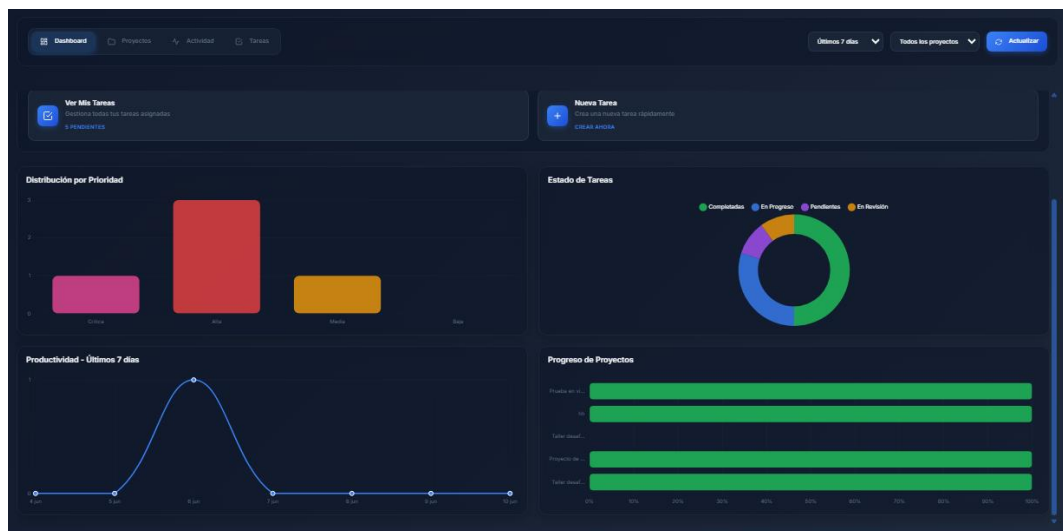 Dashboard Proyectos Actividad Tareas
Últimos 7 días Todos los proyectos Actualizar
Ver Mis Tareas
Gestiona todas tus tareas asignadas
5 PENDIENTES
Nueva Tarea
Crea una nueva tarea rápidamente
CREAR AHORA
Distribución por Prioridad
3
2
1
0
Crítica Alta Media Baja
Estado de Tareas
Completadas En Progreso Pendientes En Revisión
Productividad - Últimos 7 días
1
0
4 jun 5 jun 6 jun 7 jun 8 jun 9 jun 10 jun
Progreso de Proyectos
Prueba en vi...
Taller desaf...
Proyecto de ...
Taller desaf...
0% 10% 20% 30% 40% 50% 60% 70% 80% 90% 100%